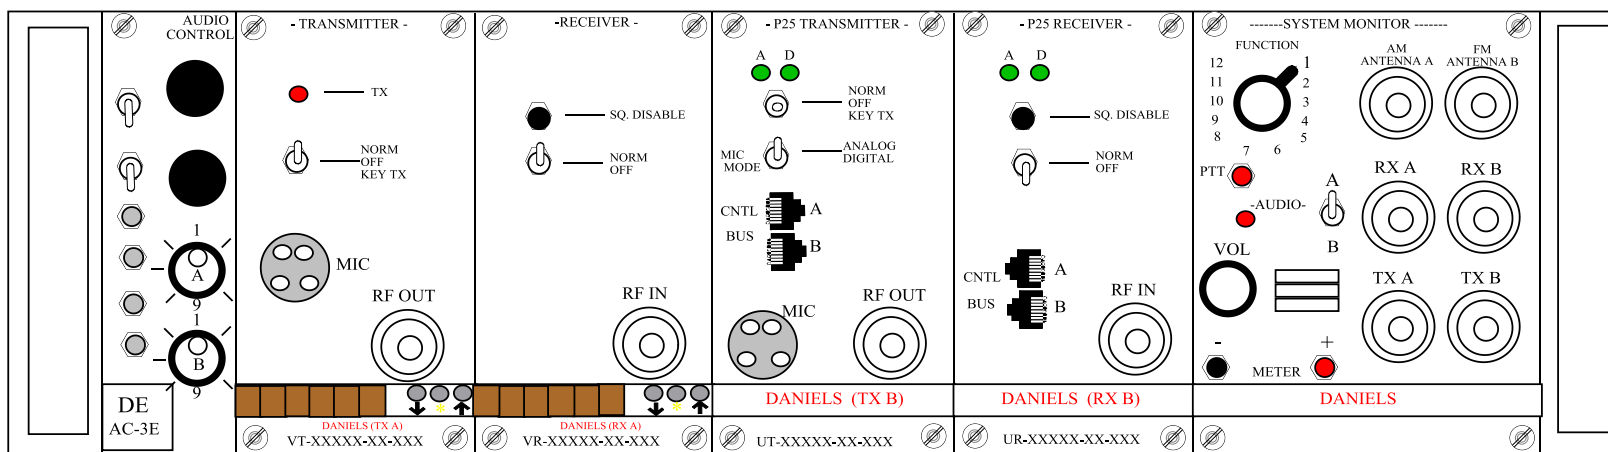 AUDIO
CONTROL
1
A
9
1
B
9
DE
AC-3E
- TRANSMITTER -
TX
NORM
OFF
KEY TX
MIC
RF OUT
*
DANIELS (TX A)
VT-XXXXX-XX-XXX
-RECEIVER-
SQ. DISABLE
NORM
OFF
RF IN
*
DANIELS (RX A)
VR-XXXXX-XX-XXX
- P25 TRANSMITTER -
A D
NORM
OFF
KEY TX
MIC
MODE
ANALOG
DIGITAL
CNTL
BUS
A
B
MIC
RF OUT
DANIELS (TX B)
UT-XXXXX-XX-XXX
- P25 RECEIVER -
A D
SQ. DISABLE
NORM
OFF
CNTL
BUS
A
B
RF IN
DANIELS (RX B)
UR-XXXXX-XX-XXX
-------SYSTEM MONITOR -------
FUNCTION
12
11
10
9
8
7
6
5
4
3
2
1
PTT
-AUDIO-
A
B
VOL
- METER +
AM
ANTENNA A
FM
ANTENNA B
RX A
RX B
TX A
TX B
DANIELS